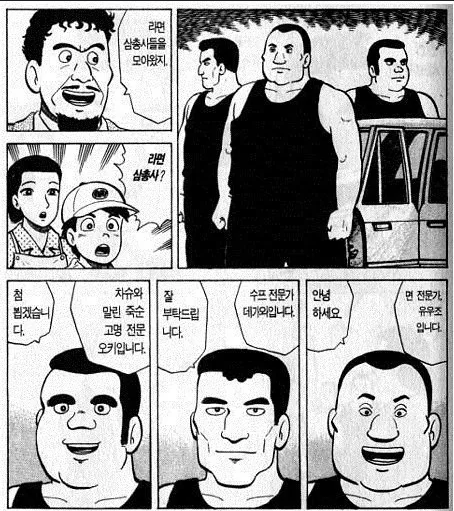 라면
삼총사들을
모아왔지.
라면
삼총사?
면 전문가,
유우조
입니다.
안녕
하세요.
수프 전문가
데가와입니다.
잘
부탁드립
니다.
차슈와
말린 죽순
고명 전문
오키입니다.
첨
뵙겠습니
다.